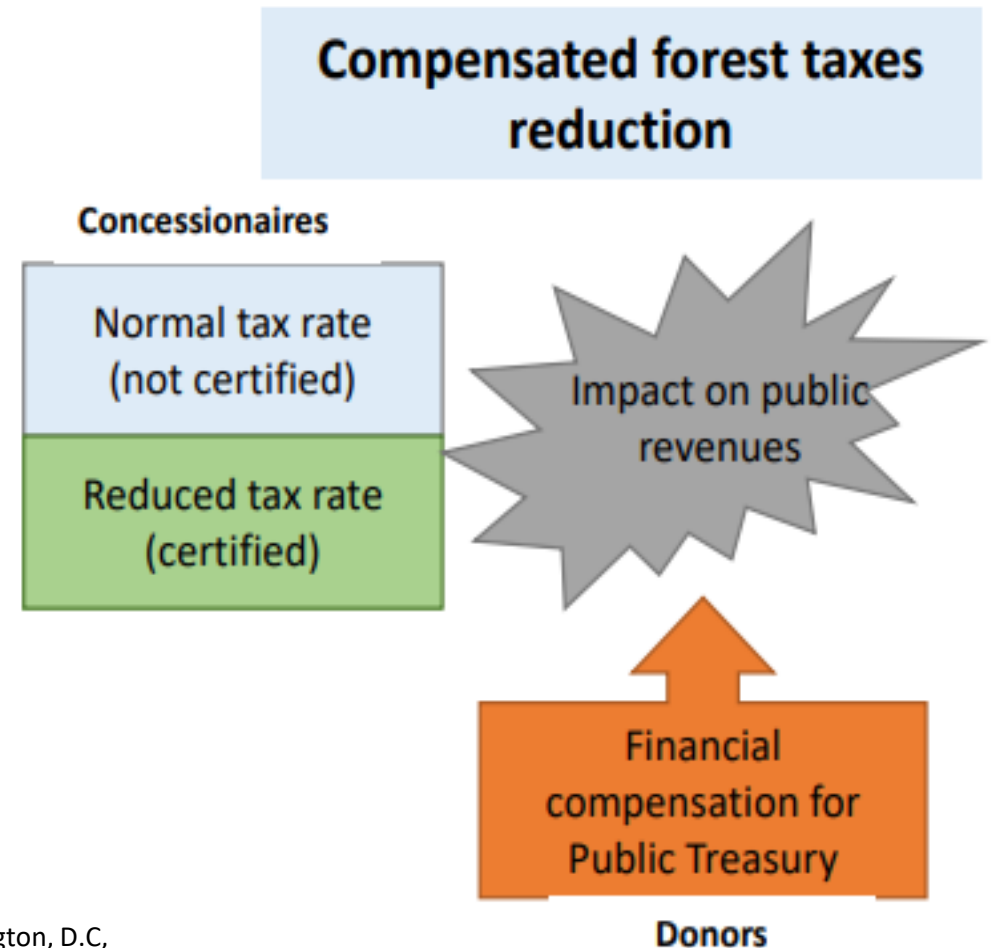 Compensated forest taxes
reduction
Concessionaires
Normal tax rate
(not certified)
Reduced tax rate
(certified)
Impact on public
revenues
Financial
compensation for
Public Treasury
Donors
gton, D.C,